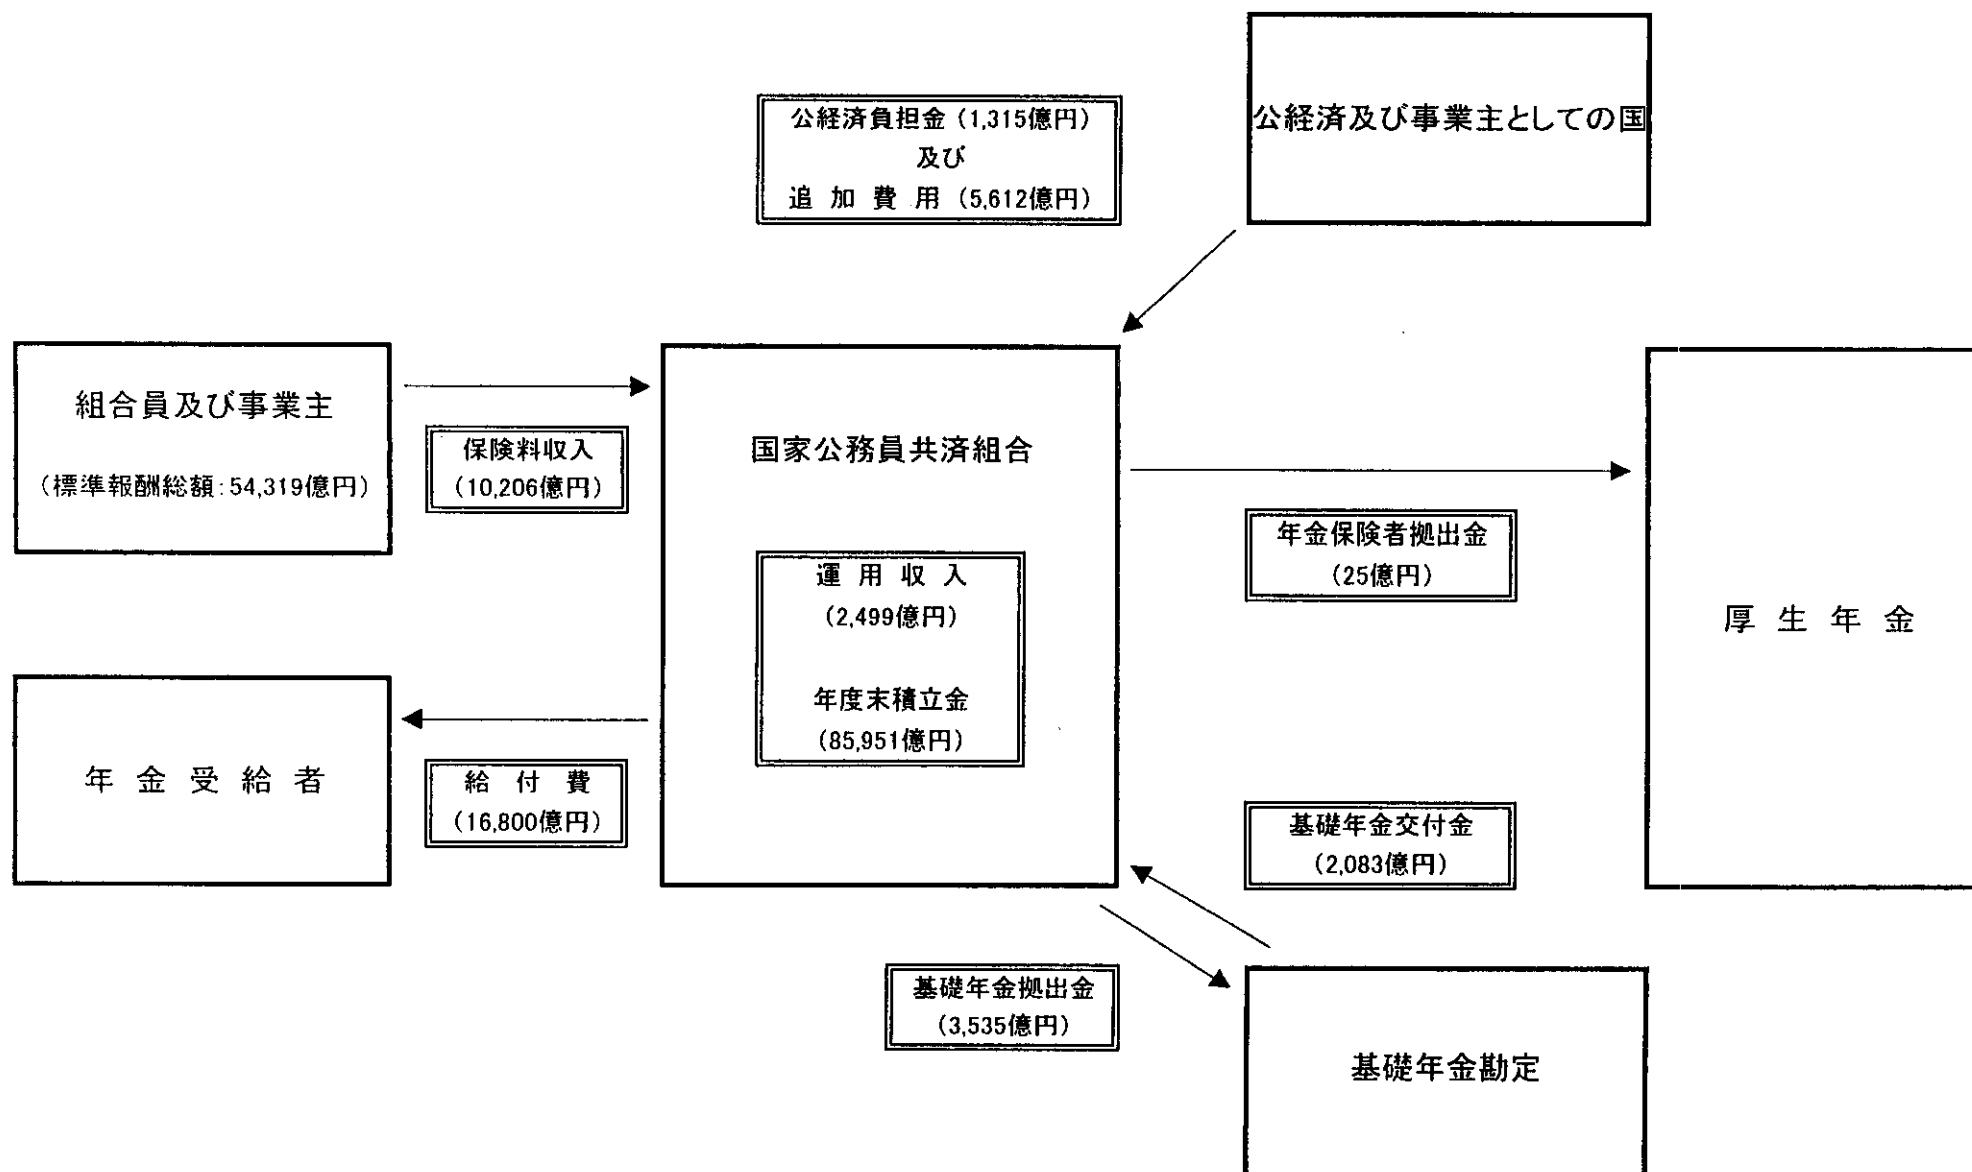 公経済負担金（1,315億円）
及び
追 加 費 用（5,612億円）
公経済及び事業主としての国
組合員及び事業主
（標準報酬総額：54,319億円）
保険料収入
（10,206億円）
国家公務員共済組合
運 用 収 入
（2,499億円）
年度末積立金
（85,951億円）
年金保険者拠出金
（25億円）
厚 生 年 金
年 金 受 給 者
給 付 費
（16,800億円）
基礎年金交付金
（2,083億円）
基礎年金拠出金
（3,535億円）
基礎年金勘定